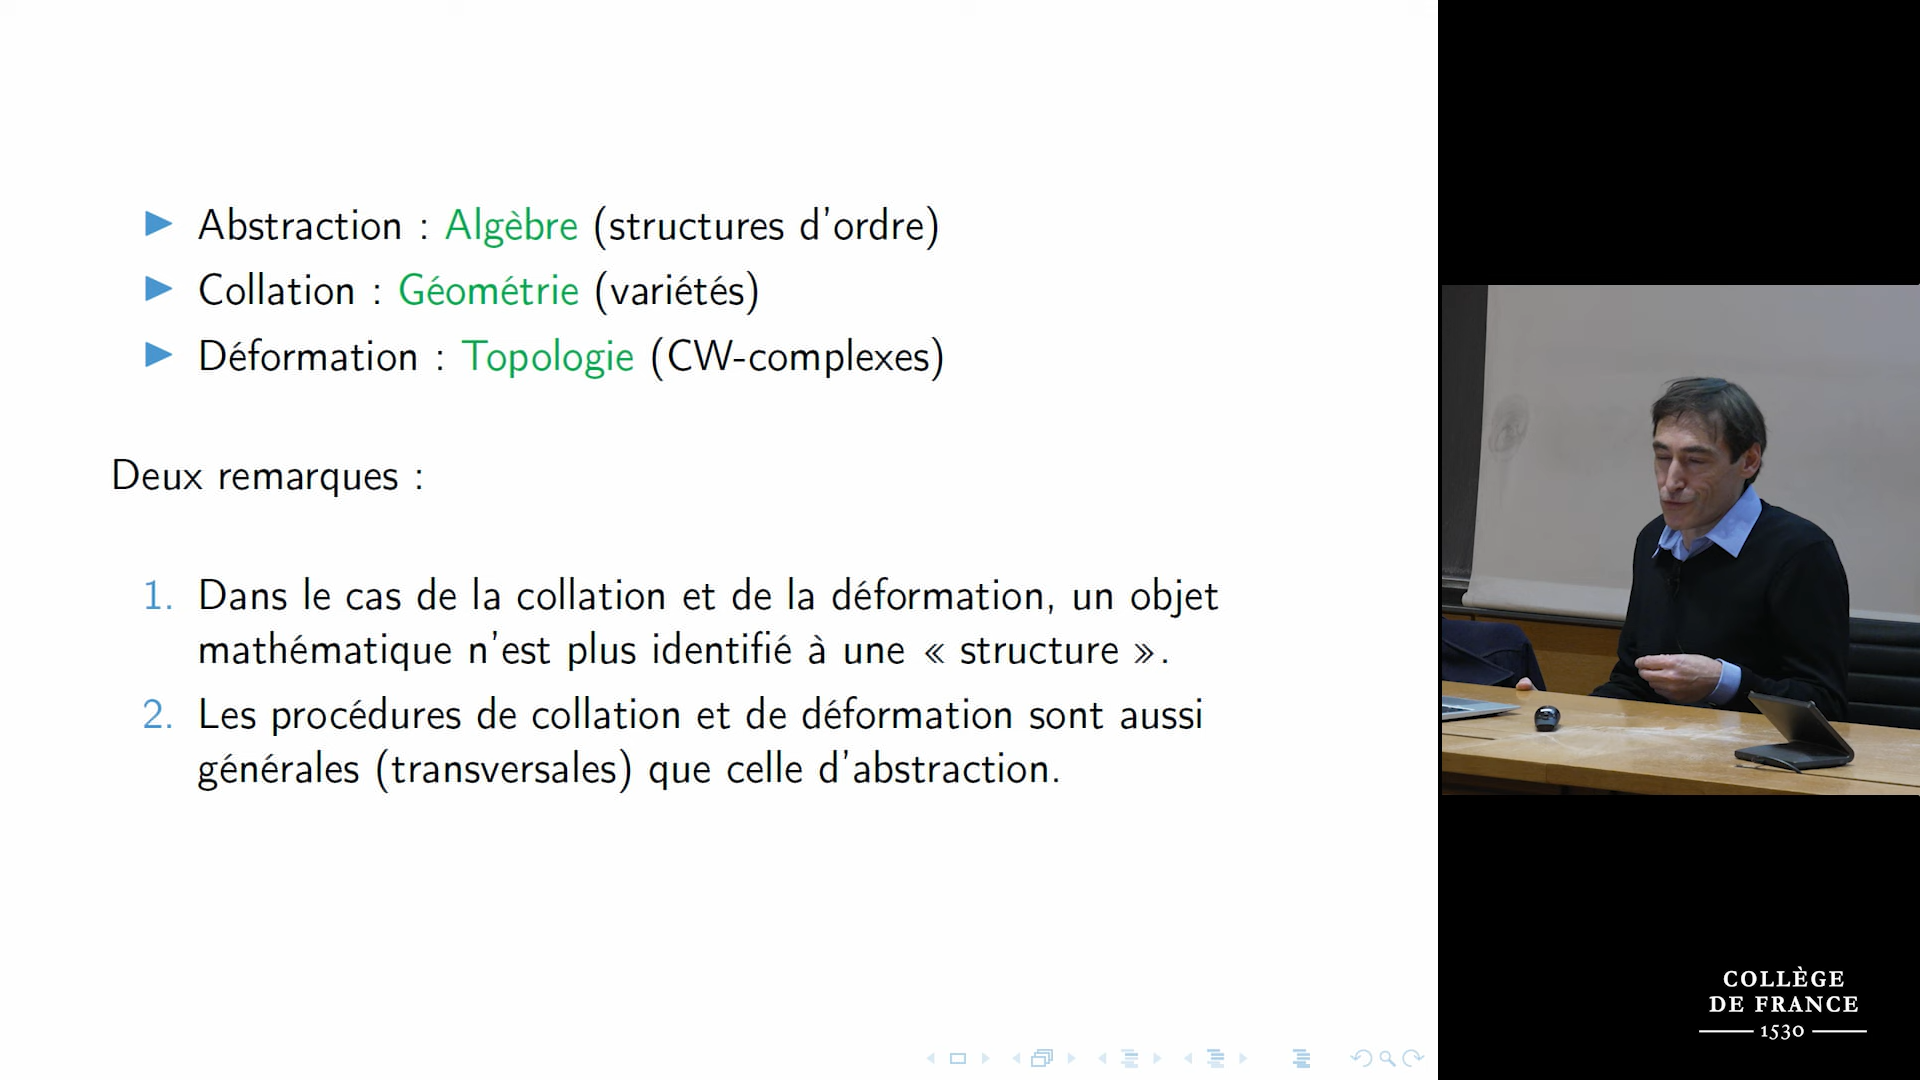 Abstraction : Algèbre (structures d'ordre)
Collation : Géométrie (variétés)
Déformation : Topologie (CW-complexes)
Deux remarques :
1. Dans le cas de la collation et de la déformation, un objet
mathématique n'est plus identifié à une « structure ».
2. Les procédures de collation et de déformation sont aussi
générales (transversales) que celle d'abstraction.
COLLÈGE
DE FRANCE
1530